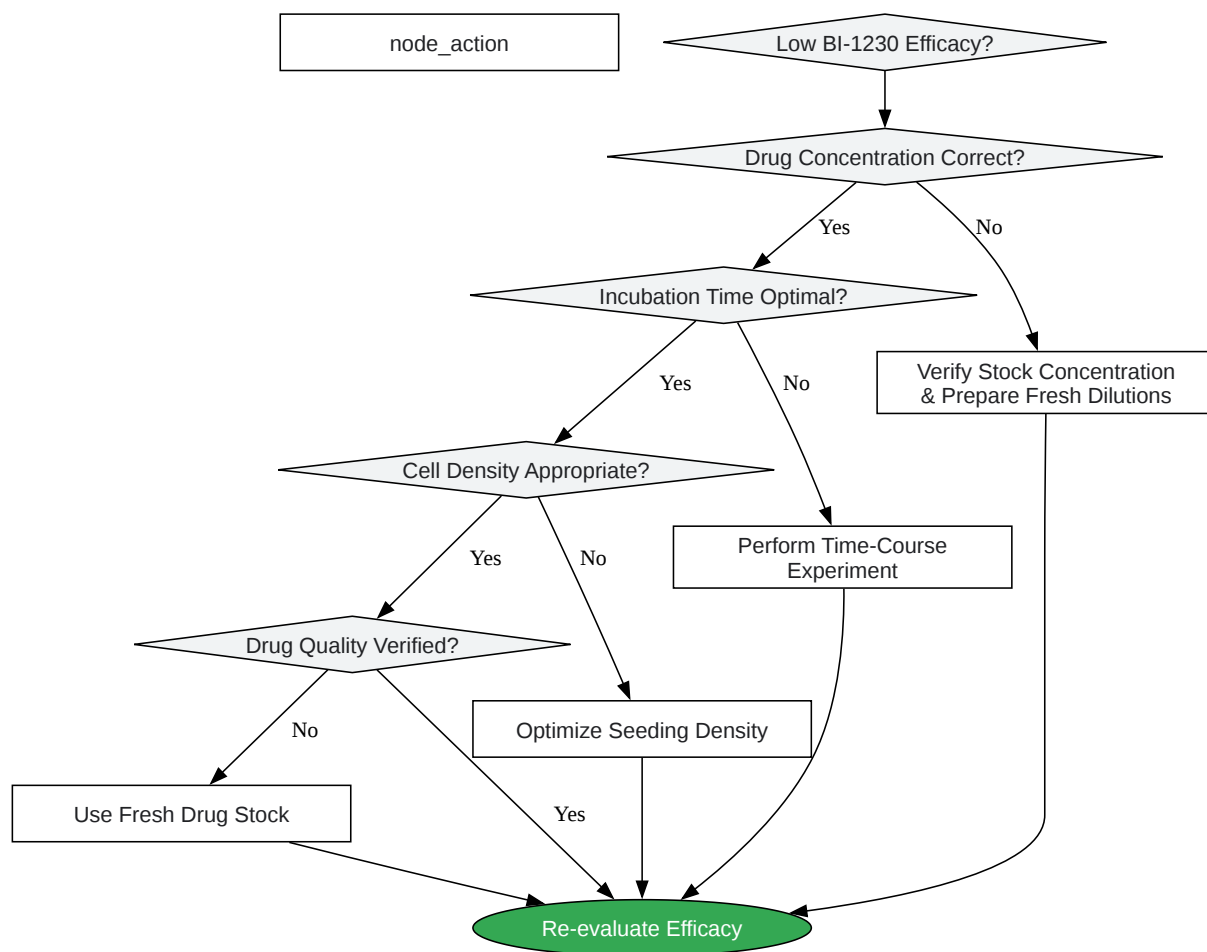 node_action
Low BI-1230 Efficacy?
Drug Concentration Correct?
Yes
No
Incubation Time Optimal?
Verify Stock Concentration
& Prepare Fresh Dilutions
Yes
No
Cell Density Appropriate?
Perform Time-Course
Experiment
Yes
No
Drug Quality Verified?
Optimize Seeding Density
No
Yes
Use Fresh Drug Stock
Re-evaluate Efficacy